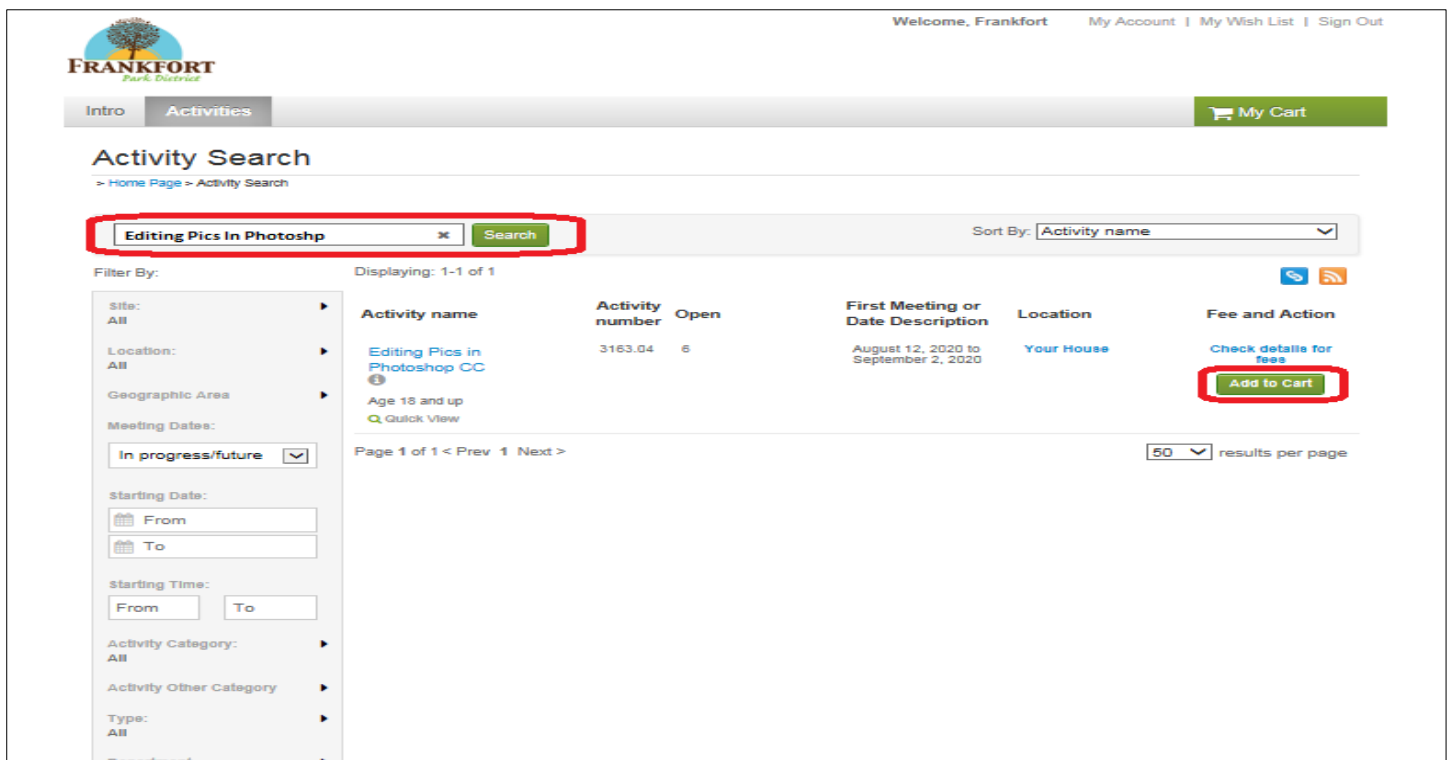 Welcome, Frankfort My Account | My Wish List | Sign Out
FRANKFORT
Park District
Intro Activities My Cart
Activity Search
> Home Page > Activity Search
Editing Pics In Photoshp × Search Sort By: Activity name
Filter By: Displaying: 1-1 of 1
Site:
All
Location:
All
Geographic Area
Meeting Dates:
In progress/future
Starting Date:
From
To
Starting Time:
From To
Activity Category:
All
Activity Other Category
Type:
All
Activity name Activity number Open First Meeting or Date Description Location Fee and Action
Editing Pics in
Photoshop CC
Age 18 and up
Quick View
3163.04 6 August 12, 2020 to
September 2, 2020
Your House
Check details for
fees
Add to Cart
Page 1 of 1 < Prev 1 Next > 50 results per page